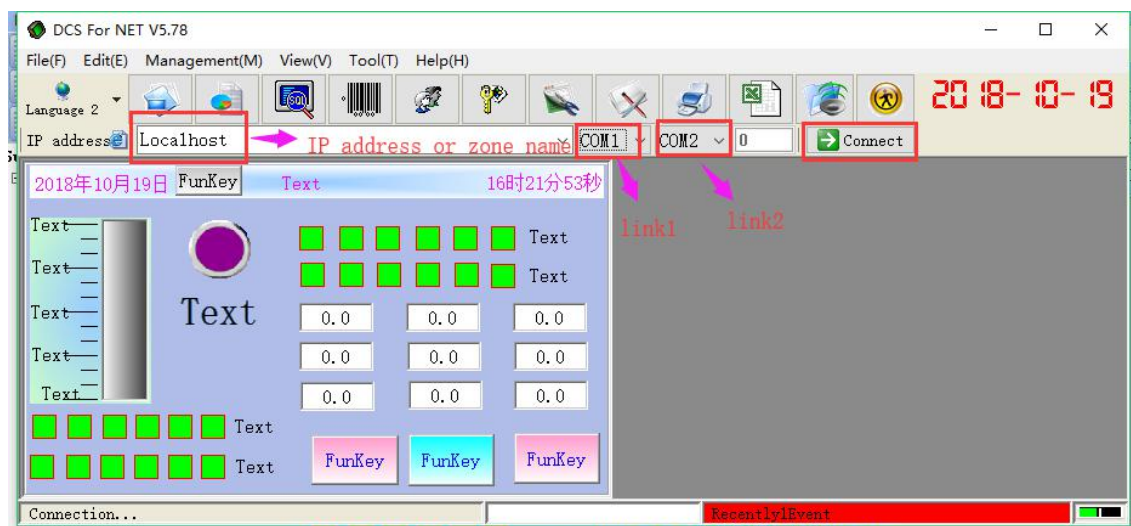 DCS For NET V5.78
File(F) Edit(E) Management(M) View(V) Tool(T) Help(H)
Language 2
SQL
2018-10-19
IP address Localhost IP address or zone name COM1 COM2 0 Connect
link1 link2
2018年10月19日 FunKey Text 16时21分53秒
Text
Text
Text
Text
Text
Text
Text
Text
0.0 0.0 0.0
0.0 0.0 0.0
0.0 0.0 0.0
Text
Text
FunKey FunKey FunKey
Connection... Recently1Event